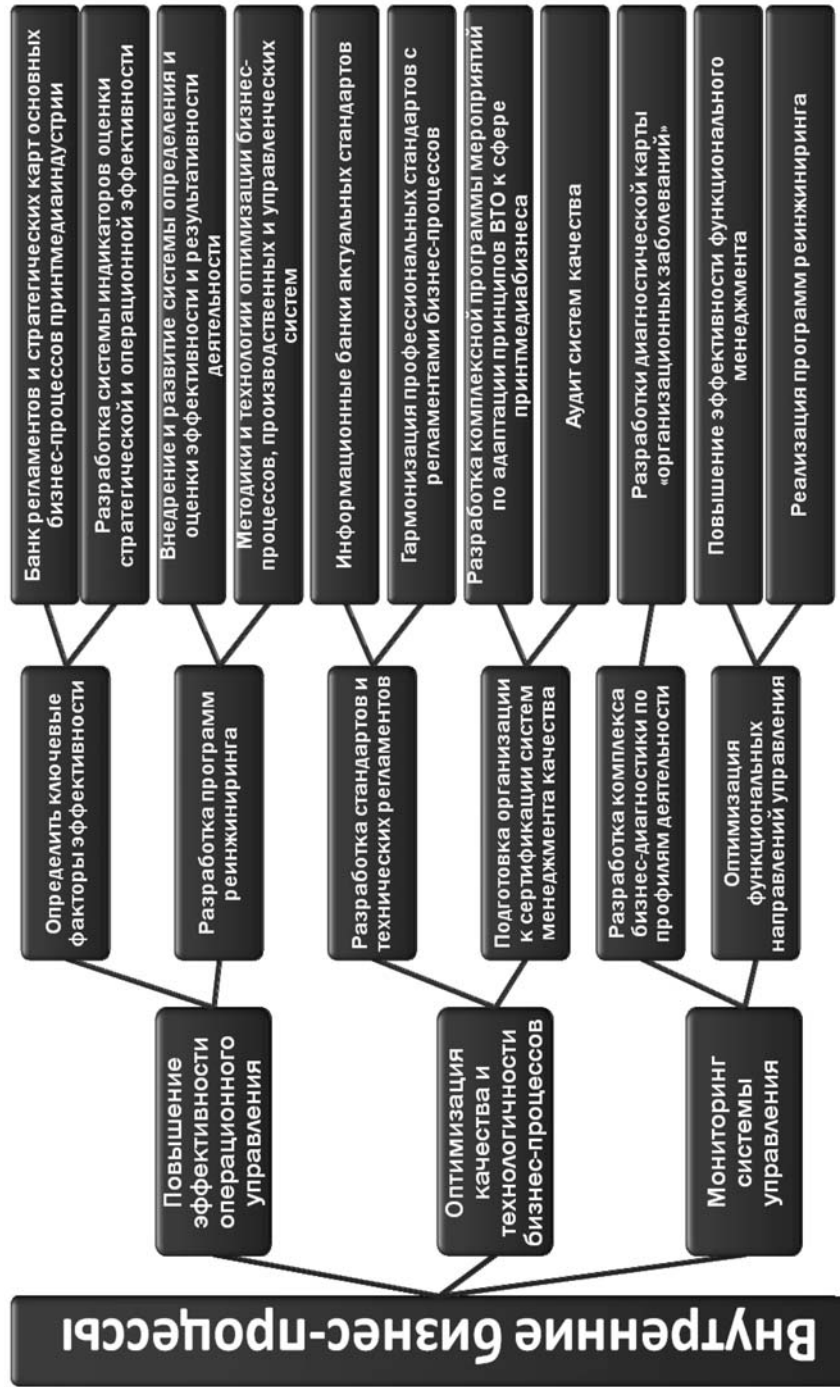 Внутренние бизнес-процессы
Повышение
эффективности
операционного
управления
Оптимизация
качества и
технологичности
бизнес-процессов
Мониторинг
системы
управления
Определить ключевые
факторы эффективности
Разработка программ
реинжиниринга
Разработка стандартов и
технических регламентов
Подготовка организации
к сертификации систем
менеджмента качества
Разработка комплекса
бизнес-диагностики по
профилям деятельности
Оптимизация
функциональных
направлений управления
Банк регламентов и стратегических карт основных
бизнес-процессов принтмедиаиндустрии
Разработка системы индикаторов оценки
стратегической и операционной эффективности
Внедрение и развитие системы определения и
оценки эффективности и результативности
деятельности
Методики и технологии оптимизации бизнес-
процессов, производственных и управленческих
систем
Информационные банки актуальных стандартов
Гармонизация профессиональных стандартов с
регламентами бизнес-процессов
Разработка комплексной программы мероприятий
по адаптации принципов ВТО к сфере
принтмедиабизнеса
Аудит систем качества
Разработки диагностической карты
«организационных заболеваний»
Повышение эффективности функционального
менеджмента
Реализация программ реинжиниринга